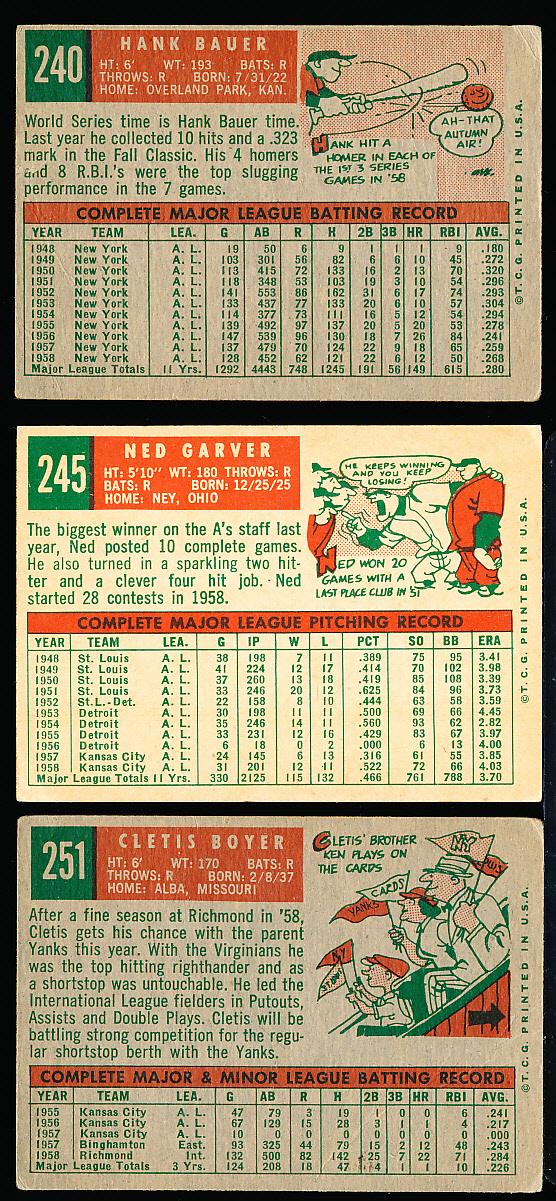 240
HANK BAUER
HT: 6' WT: 193 BATS: R
THROWS: R BORN: 7/31/22
HOME: OVERLAND PARK, KAN.
World Series time is Hank Bauer time.
Last year he collected 10 hits and a .323
mark in the Fall Classic. His 4 homers
and 8 R.B.I.'s were the top slugging
performance in the 7 games.
AH-THAT
AUTUMN
AIR!
HANK HIT A
HOMER IN EACH OF
THE 1ST 3 SERIES
GAMES IN '58
©T.C.G. PRINTED IN U.S.A.
COMPLETE MAJOR LEAGUE BATTING RECORD
YEAR TEAM LEA. G AB R H 2B 3B HR RBI AVG.
1948 New York A. L. 19 50 6 9 1 1 1 9 .180
1949 New York A. L. 103 301 56 82 6 6 10 45 .272
1950 New York A. L. 113 415 72 133 16 2 13 70 .320
1951 New York A. L. 118 348 53 103 19 3 10 54 .296
1952 New York A. L. 141 553 86 162 31 6 17 74 .293
1953 New York A. L. 133 437 77 133 20 6 10 57 .304
1954 New York A. L. 114 377 73 111 16 5 12 54 .294
1955 New York A. L. 139 492 97 137 20 5 20 53 .278
1956 New York A. L. 147 539 96 130 18 7 26 84 .241
1957 New York A. L. 137 479 70 124 22 9 18 65 .259
1958 New York A. L. 128 452 62 121 22 6 12 50 .268
Major League Totals 11 Yrs. 1292 4443 748 1245 191 56 149 615 .280
245
NED GARVER
HT: 5'10" WT: 180 THROWS: R
BATS: R BORN: 12/25/25
HOME: NEY, OHIO
The biggest winner on the A's staff last
year, Ned posted 10 complete games.
He also turned in a sparkling two hit-
ter and a clever four hit job. Ned
started 28 contests in 1958.
HE KEEPS WINNING
AND YOU KEEP
LOSING!
NED WON 20
GAMES WITH A
LAST PLACE CLUB IN '51
©T.C.G. PRINTED IN U.S.A.
COMPLETE MAJOR LEAGUE PITCHING RECORD
YEAR TEAM LEA. G IP W L PCT SO BB ERA
1948 St. Louis A. L. 38 198 7 11 .389 75 95 3.41
1949 St. Louis A. L. 41 224 12 17 .414 70 102 3.98
1950 St. Louis A. L. 37 260 13 18 .419 85 108 3.39
1951 St. Louis A. L. 33 246 20 12 .625 84 96 3.73
1952 St.L.-Det. A. L. 22 158 8 10 .444 63 58 3.59
1953 Detroit A. L. 30 198 11 11 .500 69 66 4.45
1954 Detroit A. L. 35 246 14 11 .560 93 62 2.82
1955 Detroit A. L. 33 231 12 16 .429 83 67 3.97
1956 Detroit A. L. 6 18 0 2 .000 6 13 4.00
1957 Kansas City A. L. 24 145 6 13 .316 61 55 3.85
1958 Kansas City A. L. 31 201 12 11 .522 72 66 4.03
Major League Totals 11 Yrs. 330 2125 115 132 .466 761 788 3.70
251
CLETIS BOYER
HT: 6' WT: 170 BATS: R
THROWS: R BORN: 2/8/37
HOME: ALBA, MISSOURI
After a fine season at Richmond in '58,
Cletis gets his chance with the parent
Yanks this year. With the Virginians he
was the top hitting righthander and as
a shortstop was untouchable. He led the
International League fielders in Putouts,
Assists and Double Plays. Cletis will be
battling strong competition for the regu-
lar shortstop berth with the Yanks.
CLETIS' BROTHER
KEN PLAYS ON
THE CARDS
NY
CARDS
YANKS
NY
©T.C.G. PRINTED IN U.S.A.
COMPLETE MAJOR & MINOR LEAGUE BATTING RECORD
YEAR TEAM LEA. G AB R H 2B 3B HR RBI AVG.
1955 Kansas City A. L. 47 79 3 19 1 0 0 6 .241
1956 Kansas City A. L. 67 129 15 28 3 1 1 4 .217
1957 Kansas City A. L. 10 0 0 0 0 0 0 0 .000
1957 Binghamton East. 93 325 44 79 15 2 12 48 .243
1958 Richmond Int. 132 500 82 142 25 7 22 71 .284
Major League Totals 3 Yrs. 124 208 18 47 4 1 1 10 .226